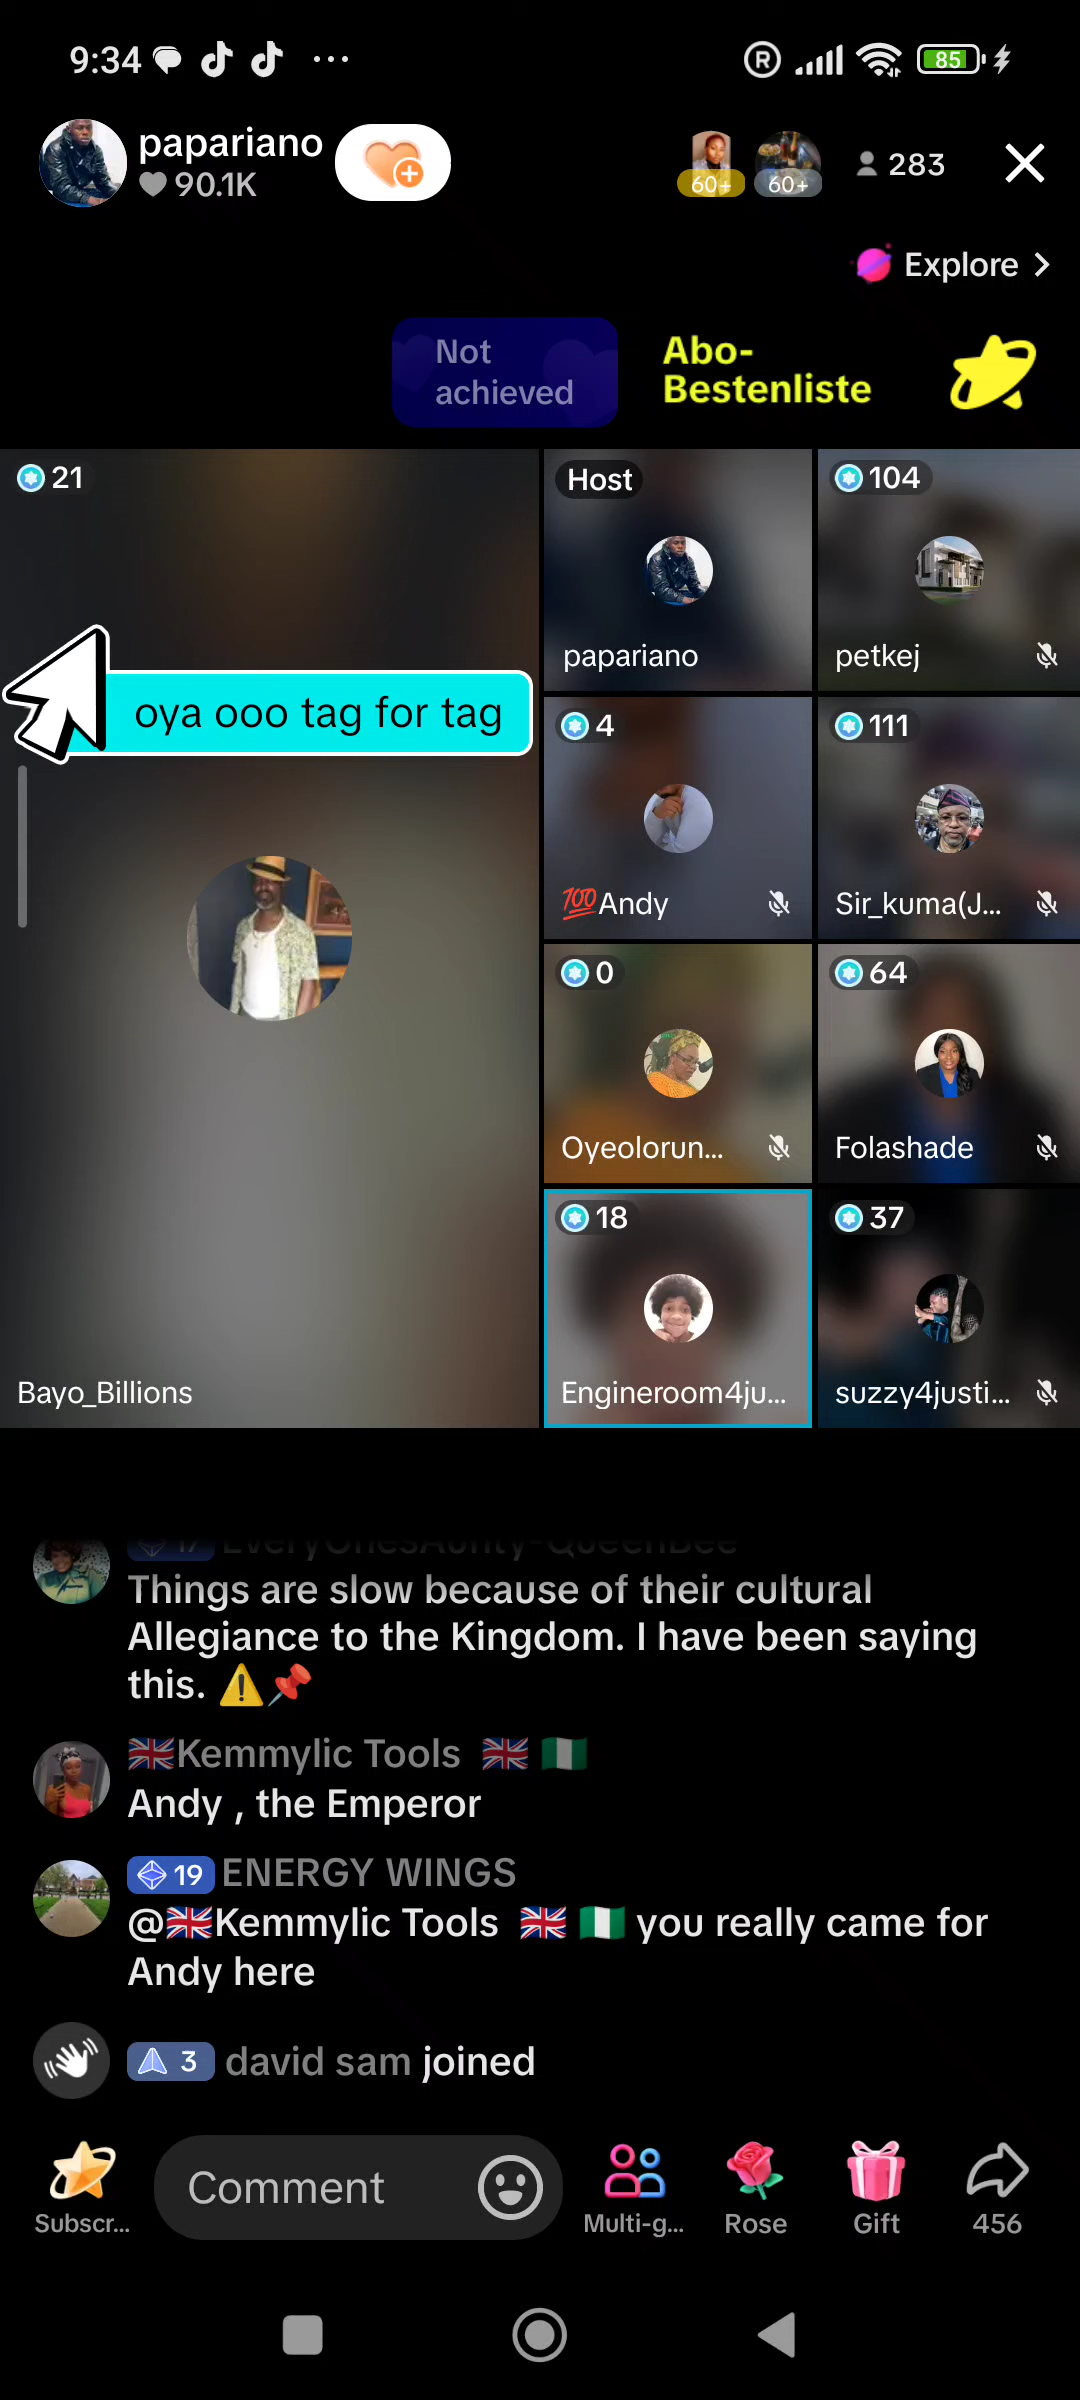 9:34
R
85
papariano
90.1K
60+
60+
283
Explore
Not
achieved
Abo-
Bestenliste
21
Host
104
papariano
petkej
oya ooo tag for tag
4
111
💯Andy
Sir_kuma(J...
0
64
Oyeolorun...
Folashade
18
37
Bayo_Billions
Engineroom4ju...
suzzy4justi...
17 EveryOnesAunty-QueenBee
Things are slow because of their cultural
Allegiance to the Kingdom. I have been saying
this. ⚠️📌
🇬🇧Kemmylic Tools 🇬🇧 🇳🇬
Andy , the Emperor
19 ENERGY WINGS
@🇬🇧Kemmylic Tools 🇬🇧 🇳🇬 you really came for
Andy here
3 david sam joined
Comment
Subscr...
Multi-g...
Rose
Gift
456